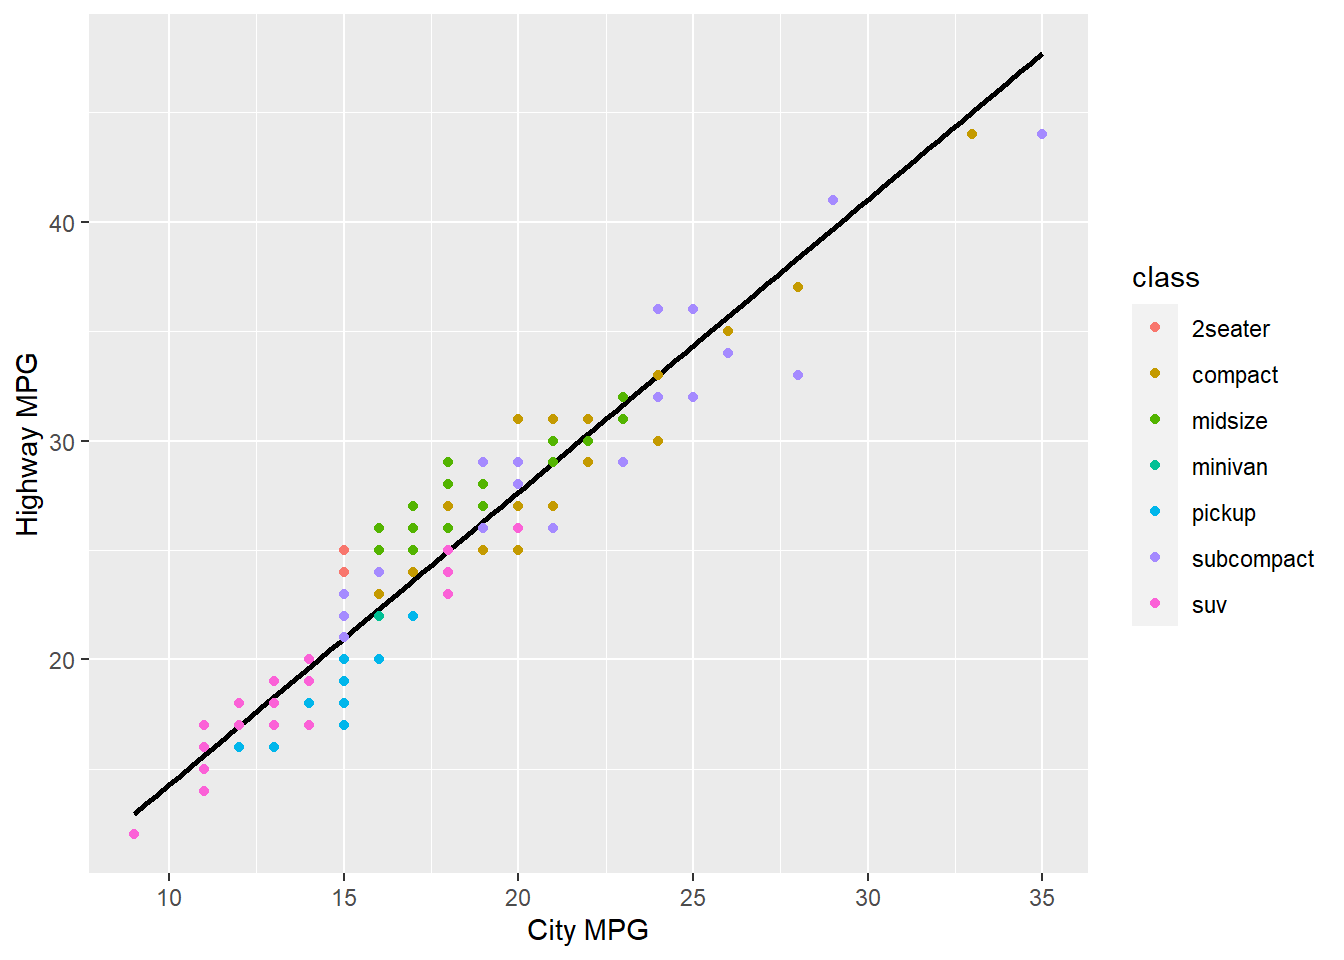 Highway MPG
40
30
20
10 15 20 25 30 35
City MPG
class
2seater
compact
midsize
minivan
pickup
subcompact
suv